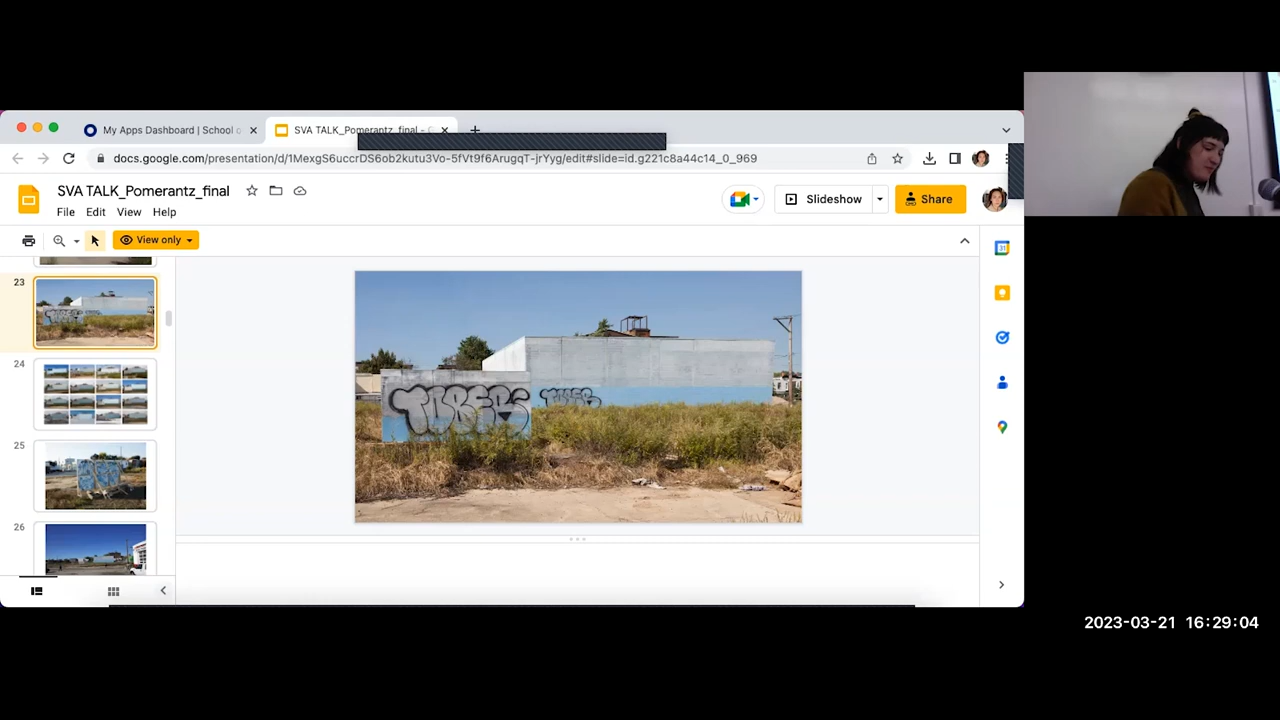 My Apps Dashboard | School o
SVA TALK_Pomerantz_final -
docs.google.com/presentation/d/1MexgS6uccrDS6ob2kutu3Vo-5fVt9f6ArugqT-jrYyg/edit#slide=id.g221c8a44c14_0_969
SVA TALK_Pomerantz_final
File Edit View Help
Slideshow
Share
View only
31
23
24
25
26
2023-03-21 16:29:04